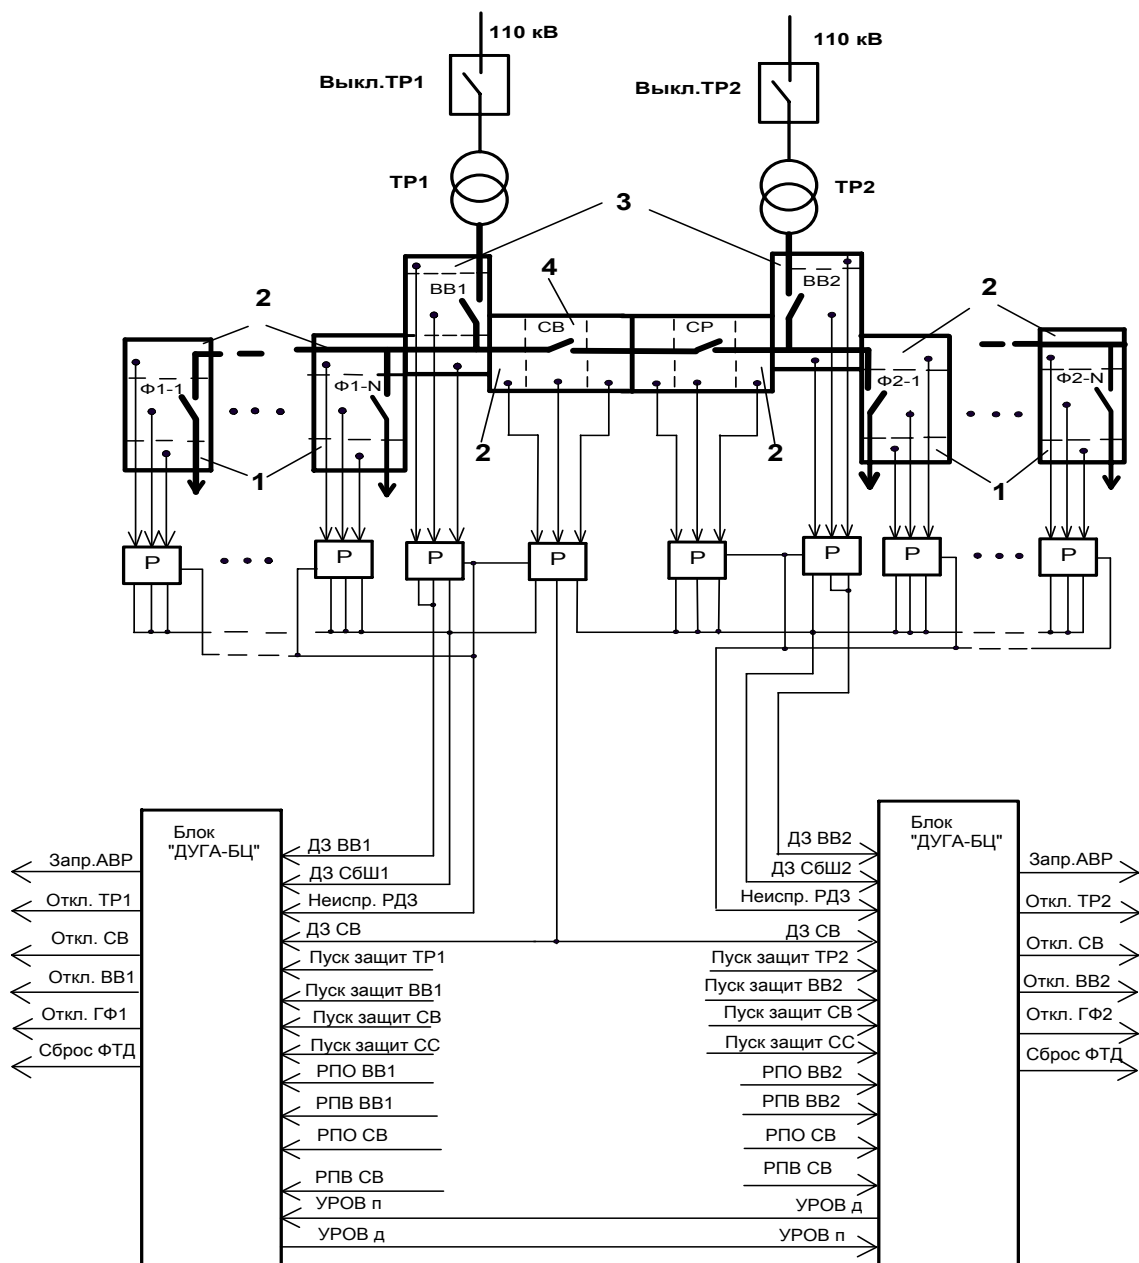 110 кВ
110 кВ
Выкл.ТР1
Выкл.ТР2
ТР1
ТР2
3
4
ВВ1
ВВ2
2
2
СВ
СР
Ф1-1
Ф1-N
Ф2-1
Ф2-N
1
2
2
1
Р
Р
Р
Р
Р
Р
Р
Р
Блок
"ДУГА-БЦ"
Блок
"ДУГА-БЦ"
Запр.АВР
Откл. ТР1
Откл. СВ
Откл. ВВ1
Откл. ГФ1
Сброс ФТД
ДЗ ВВ1
ДЗ СбШ1
Неиспр. РДЗ
ДЗ СВ
Пуск защит ТР1
Пуск защит ВВ1
Пуск защит СВ
Пуск защит СС
РПО ВВ1
РПВ ВВ1
РПО СВ
РПВ СВ
УРОВ п
УРОВ д
ДЗ ВВ2
ДЗ СбШ2
Неиспр. РДЗ
ДЗ СВ
Пуск защит ТР2
Пуск защит ВВ2
Пуск защит СВ
Пуск защит СС
РПО ВВ2
РПВ ВВ2
РПО СВ
РПВ СВ
УРОВ д
УРОВ п
Запр.АВР
Откл. ТР2
Откл. СВ
Откл. ВВ2
Откл. ГФ2
Сброс ФТД